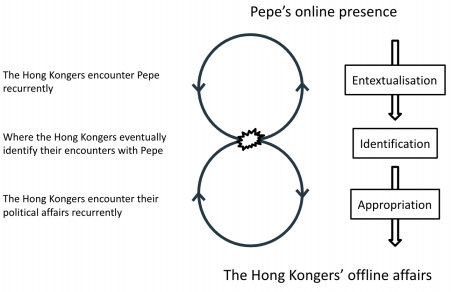 Pepe's online presence
The Hong Kongers encounter Pepe
recurrently
Entextualisation
Where the Hong Kongers eventually
identify their encounters with Pepe
Identification
The Hong Kongers encounter their
political affairs recurrently
Appropriation
The Hong Kongers' offline affairs